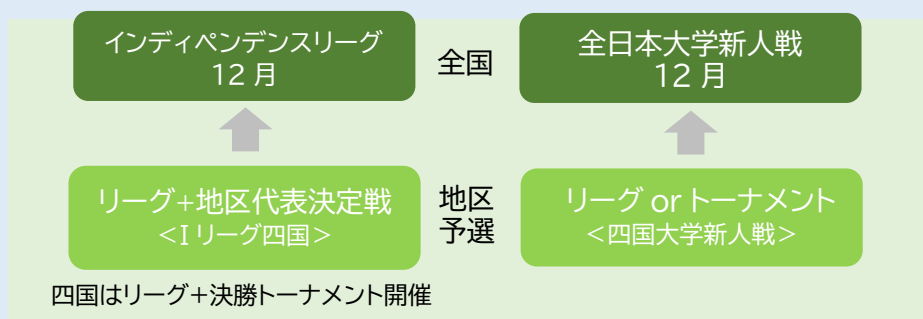 インディペンデンスリーグ
12 月
全国
全日本大学新人戦
12 月
リーグ+地区代表決定戦
<I リーグ四国>
地区
予選
リーグ or トーナメント
<四国大学新人戦>
四国はリーグ+決勝トーナメント開催